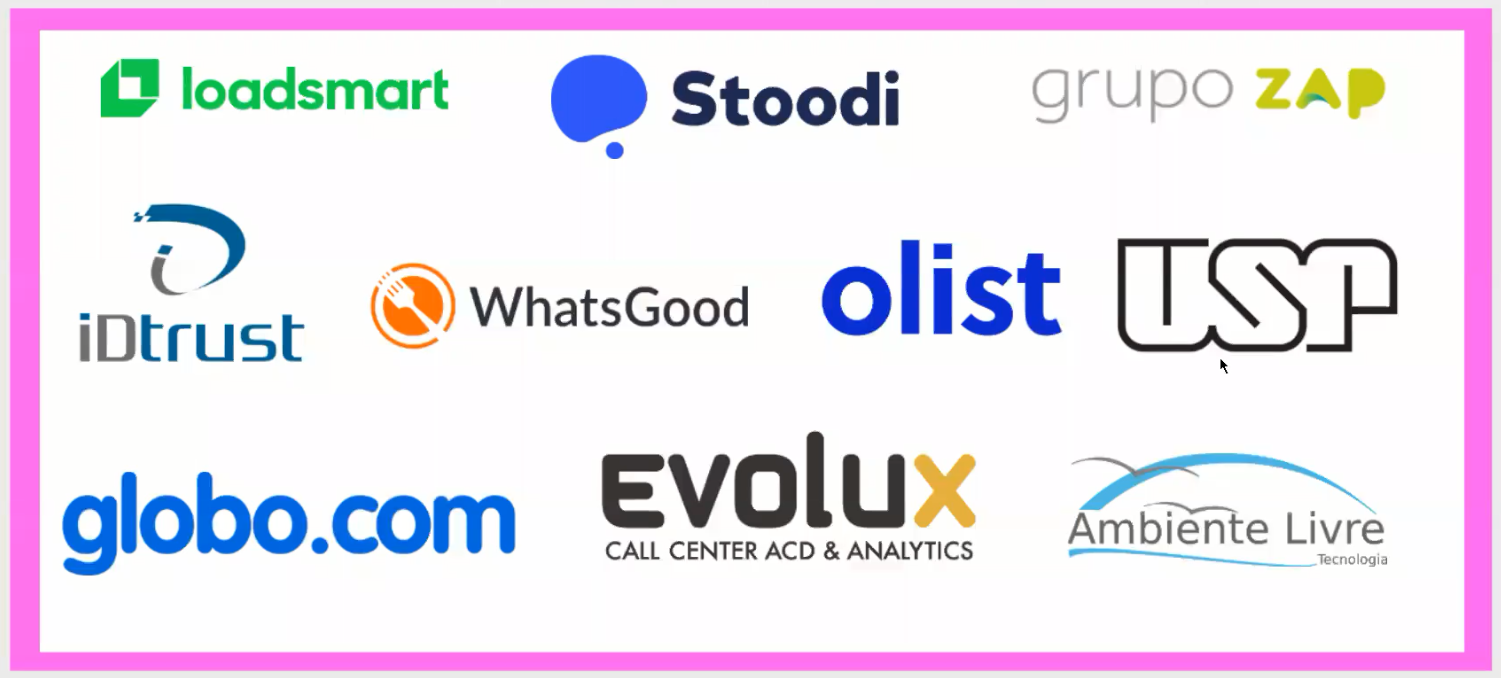 loadsmart
Stoodi
grupo ZAP
iDtrust
WhatsGood
olist
USP
globo.com
evolux
CALL CENTER ACD & ANALYTICS
Ambiente Livre
Tecnologia